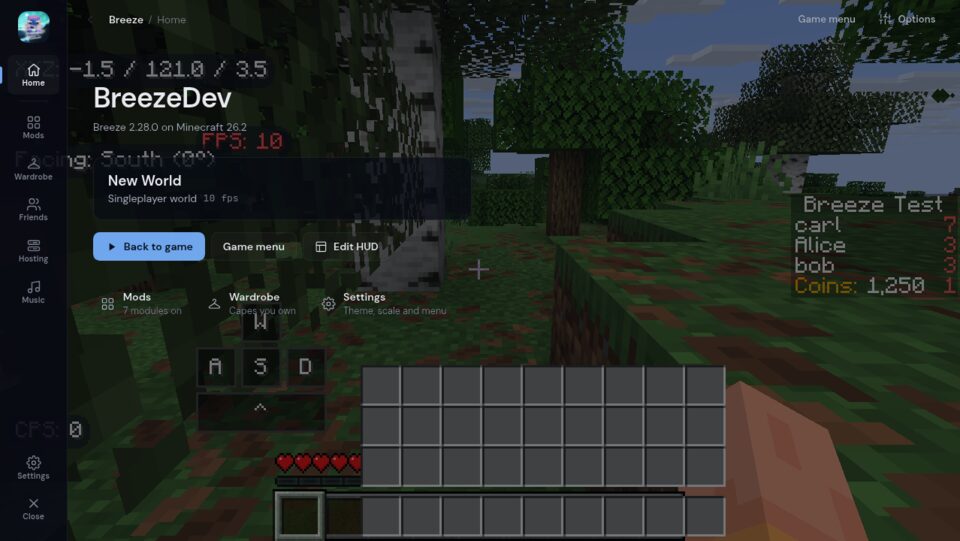 Breeze / Home
Game menu
Options
XYZ: -1.5 / 121.0 / 3.5
Home
BreezeDev
Breeze 2.28.0 on Minecraft 26.2
FPS: 10
Mods
Facing: South (0°)
Wardrobe
New World
Singleplayer world 10 fps
Friends
Breeze Test
carl 7
Alice 3
bob 3
Coins: 1,250 1
Hosting
Back to game
Game menu
Edit HUD
Music
Mods
7 modules on
Wardrobe
Capes you own
Settings
Theme, scale and menu
W
A S D
^
CPS: 0
Settings
Close